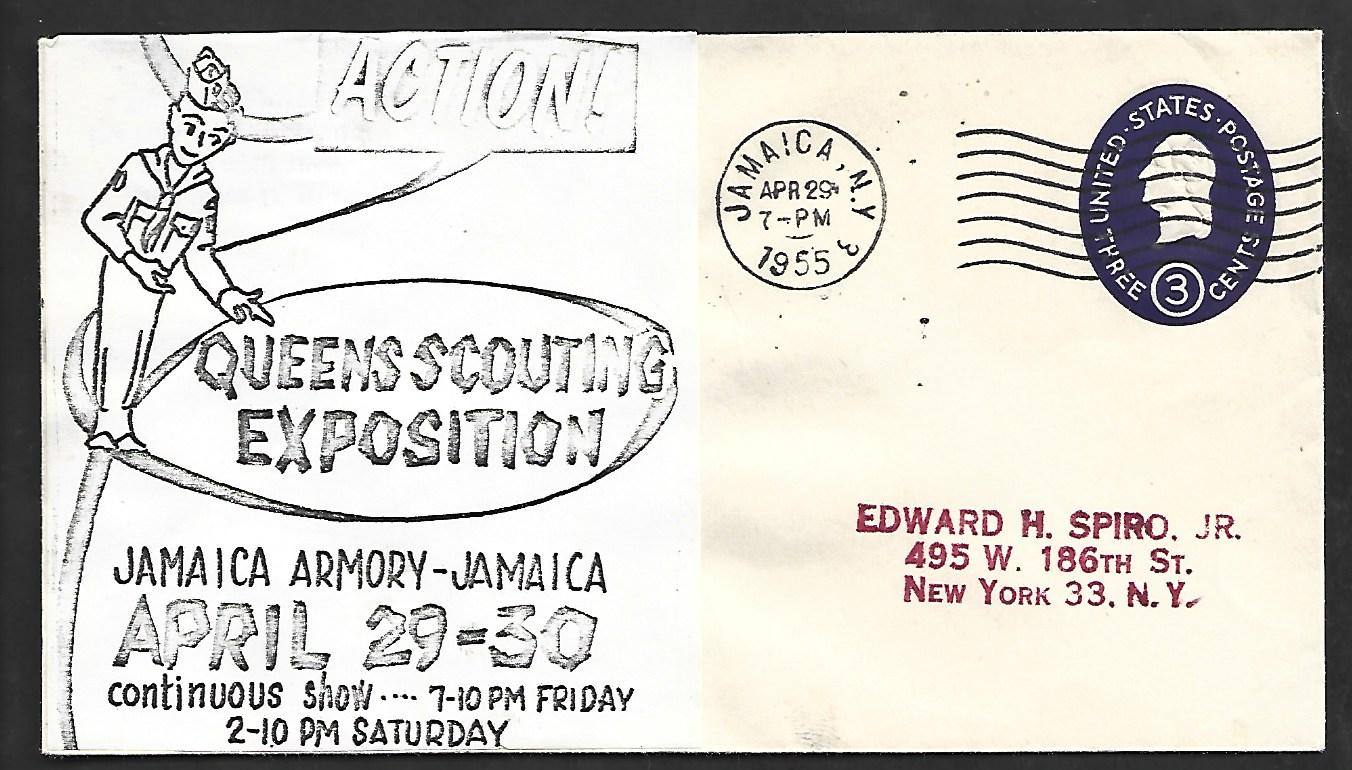 ACTION!
QUEENS SCOUTING
EXPOSITION
JAMAICA ARMORY-JAMAICA
APRIL 29=30
continuous show.... 7-10 PM FRIDAY
2-10 PM SATURDAY
JAMAICA, N.Y 3
APR 29
7-PM
1955
UNITED·STATES·POSTAGE
THREE 3 CENTS
EDWARD H. SPIRO. JR.
495 W. 186TH ST.
NEW YORK 33, N. Y.